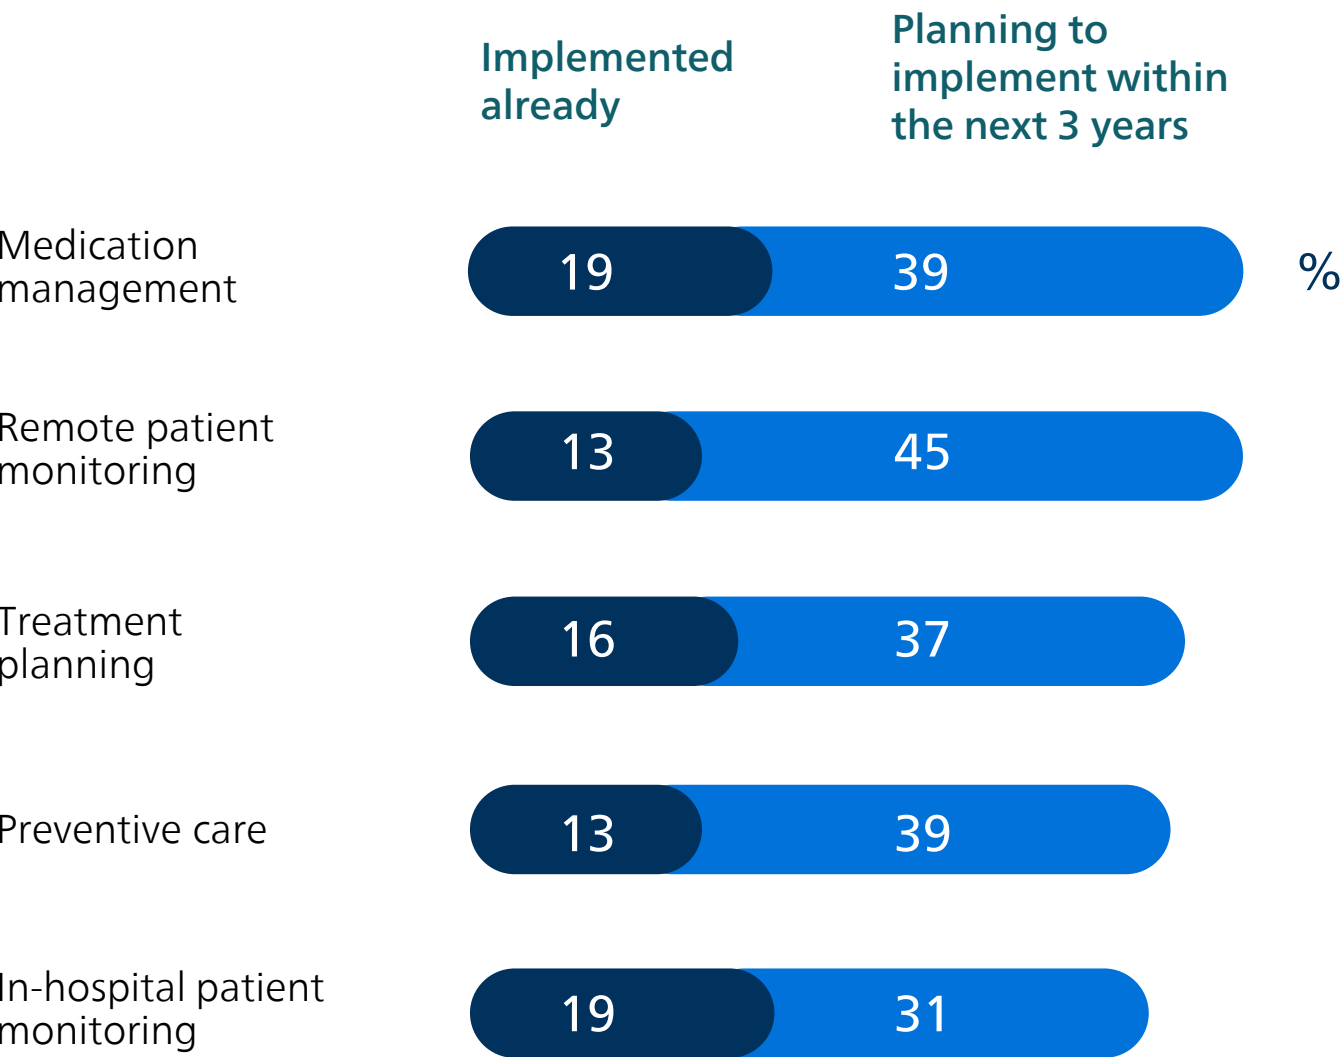 Implemented
already
Planning to
implement within
the next 3 years
Medication
management
19
39
%
Remote patient
monitoring
13
45
Treatment
planning
16
37
Preventive care
13
39
In-hospital patient
monitoring
19
31